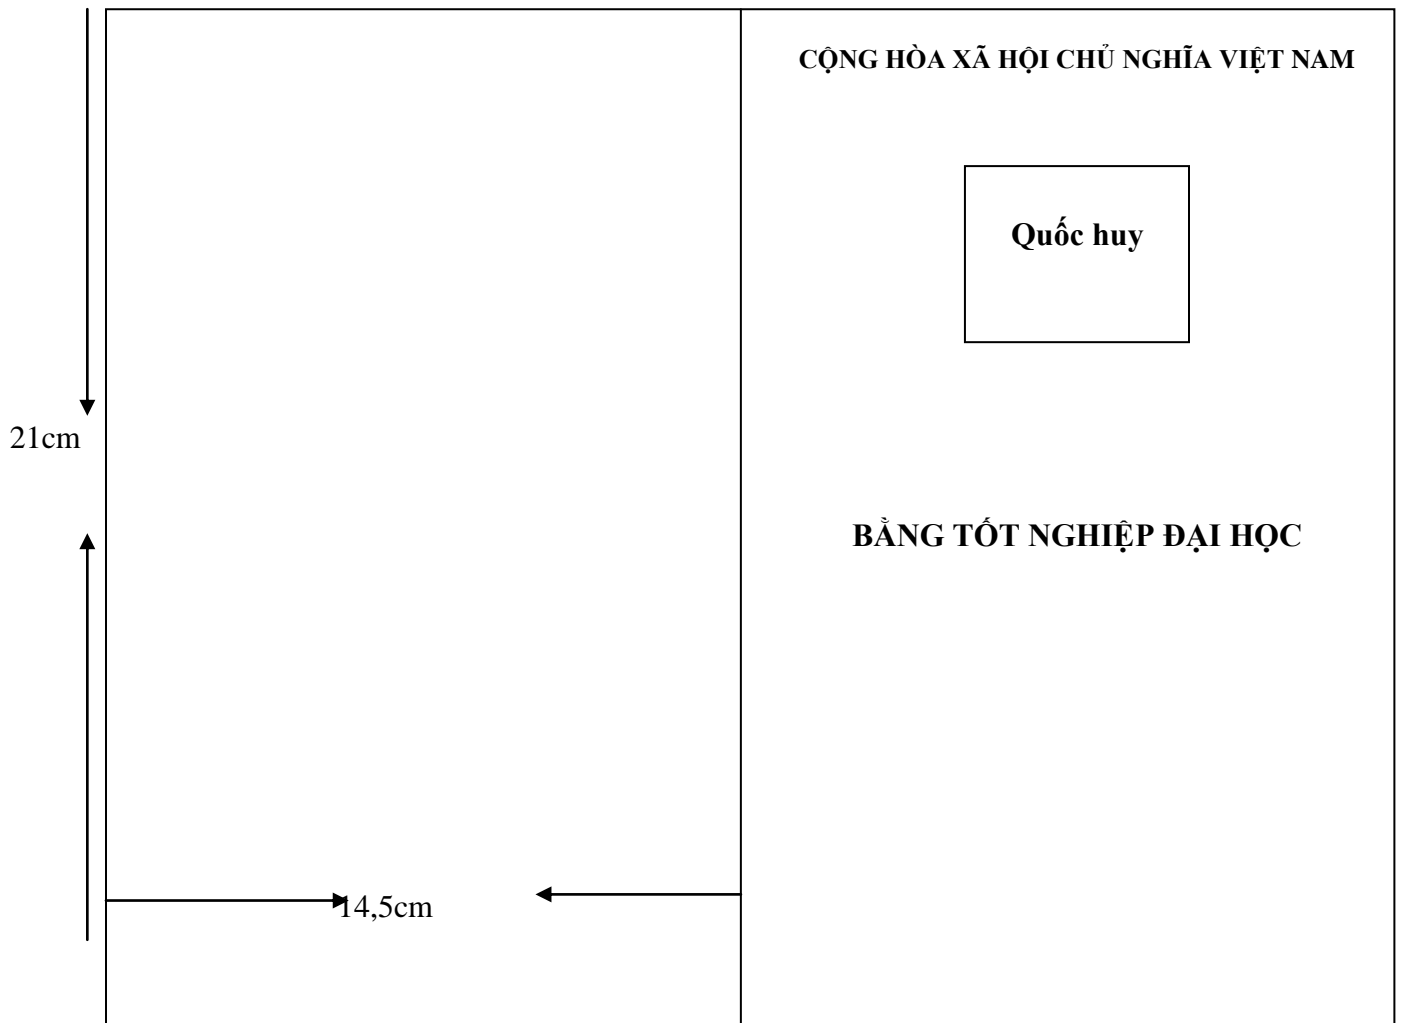 CỘNG HÒA XÃ HỘI CHỦ NGHĨA VIỆT NAM
Quốc huy
21cm
BẰNG TỐT NGHIỆP ĐẠI HỌC
14,5cm